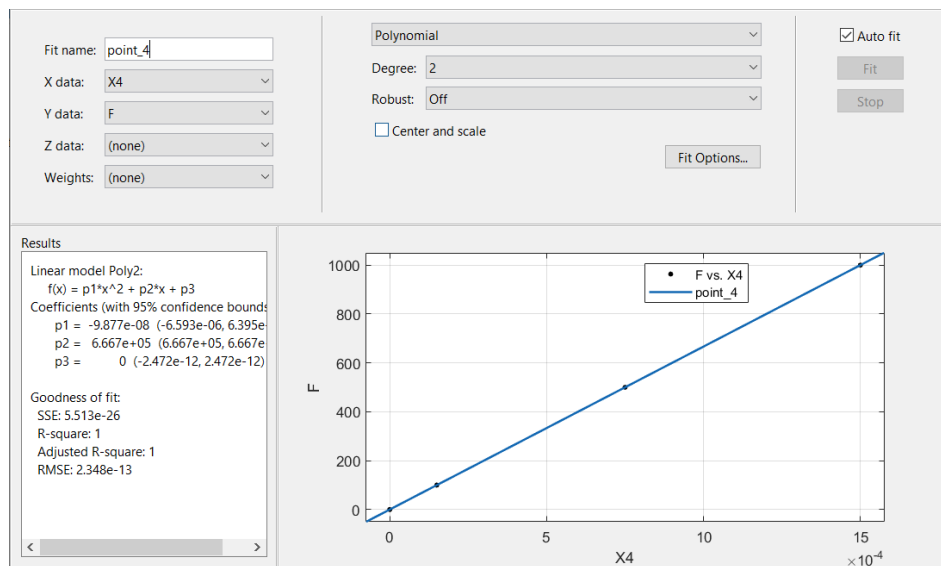 Fit name: point_4
X data: X4
Y data: F
Z data: (none)
Weights: (none)
Polynomial
Degree: 2
Robust: Off
Center and scale
Fit Options...
Auto fit
Fit
Stop
Results
Linear model Poly2:
f(x) = p1*x^2 + p2*x + p3
Coefficients (with 95% confidence bounds
p1 = -9.877e-08 (-6.593e-06, 6.395e-
p2 = 6.667e+05 (6.667e+05, 6.667e
p3 = 0 (-2.472e-12, 2.472e-12)
Goodness of fit:
SSE: 5.513e-26
R-square: 1
Adjusted R-square: 1
RMSE: 2.348e-13
F vs. X4
point_4
1000
800
600
400
200
0
F
0 5 10 15
X4
×10^-4